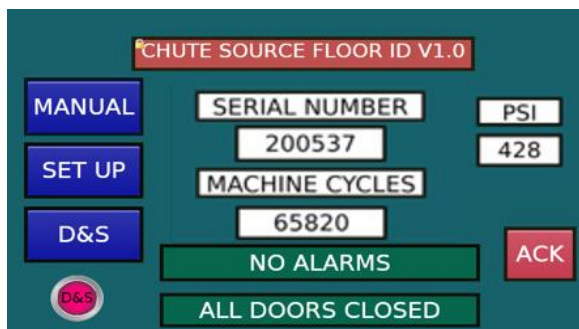 CHUTE SOURCE FLOOR ID V1.0
MANUAL
SERIAL NUMBER
PSI
200537
428
SET UP
MACHINE CYCLES
65820
D&S
NO ALARMS
ACK
D&S
ALL DOORS CLOSED